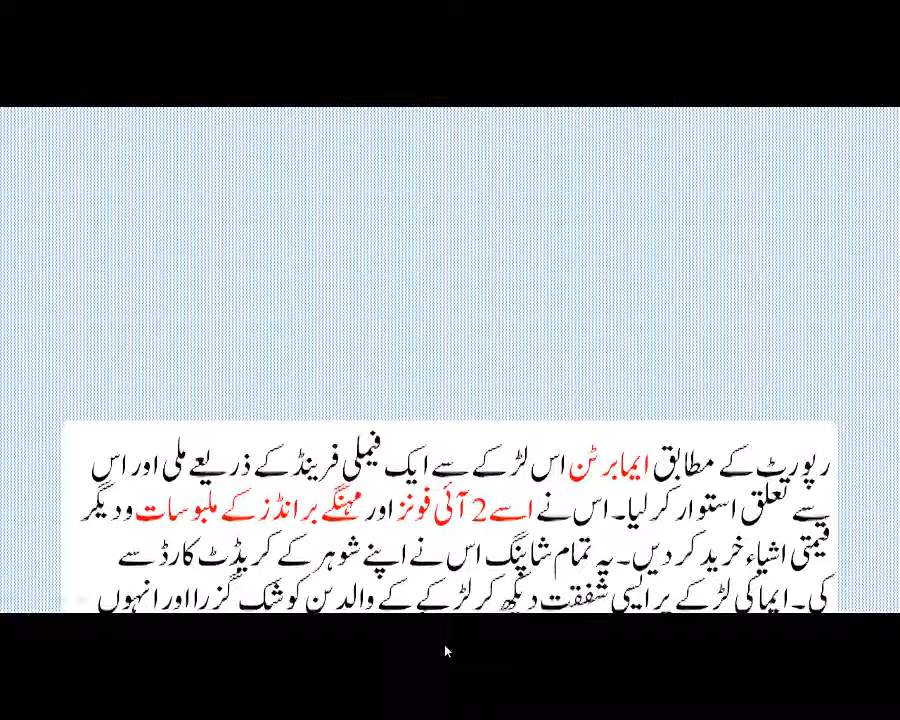 رپورٹ کے مطابق ایما برٹن اس لڑکے سے ایک فیملی فرینڈ کے ذریعے ملی اور اس
سے تعلق استوار کر لیا۔ اس نے اسے 2 آئی فونز اور مہنگے برانڈز کے ملبوسات و دیگر
قیمتی اشیاء خرید کر دیں۔ یہ تمام شاپنگ اس نے اپنے شوہر کے کریڈٹ کارڈ سے
کی۔ ایما کی لڑکے پر ایسی شفقت دیکھ کر لڑکے کے والدین کو شک گزرا اور انہوں